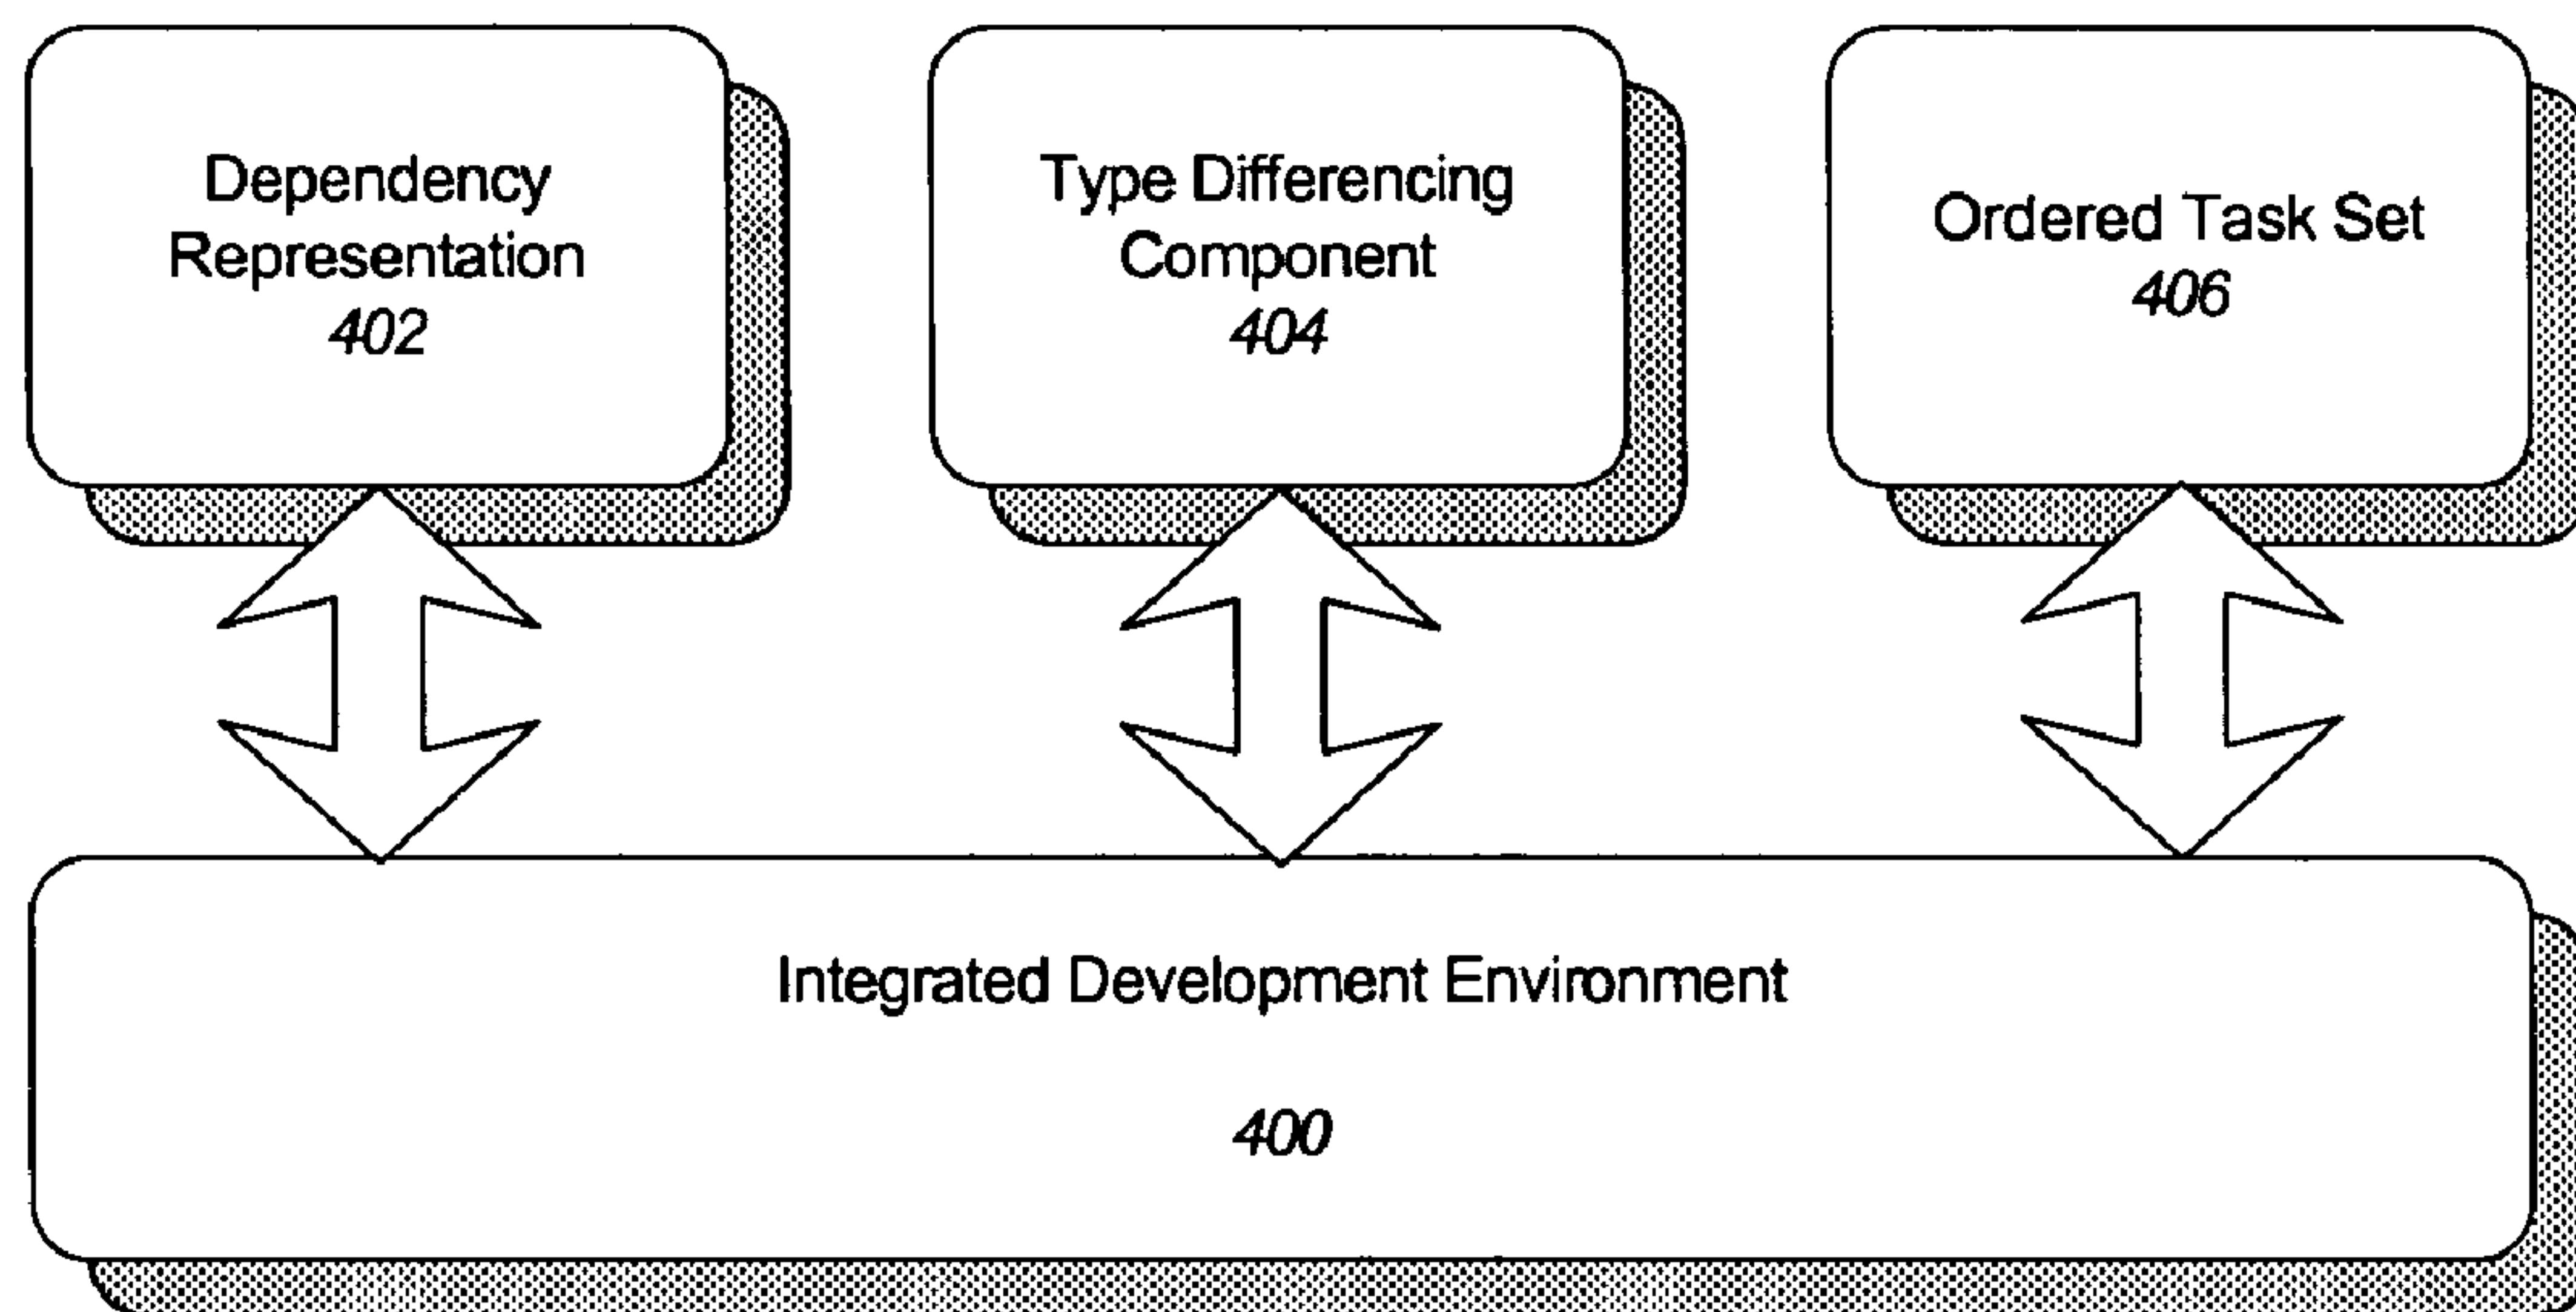 Dependency
Representation
402
Type Differencing
Component
404
Ordered Task Set
406
Integrated Development Environment
400